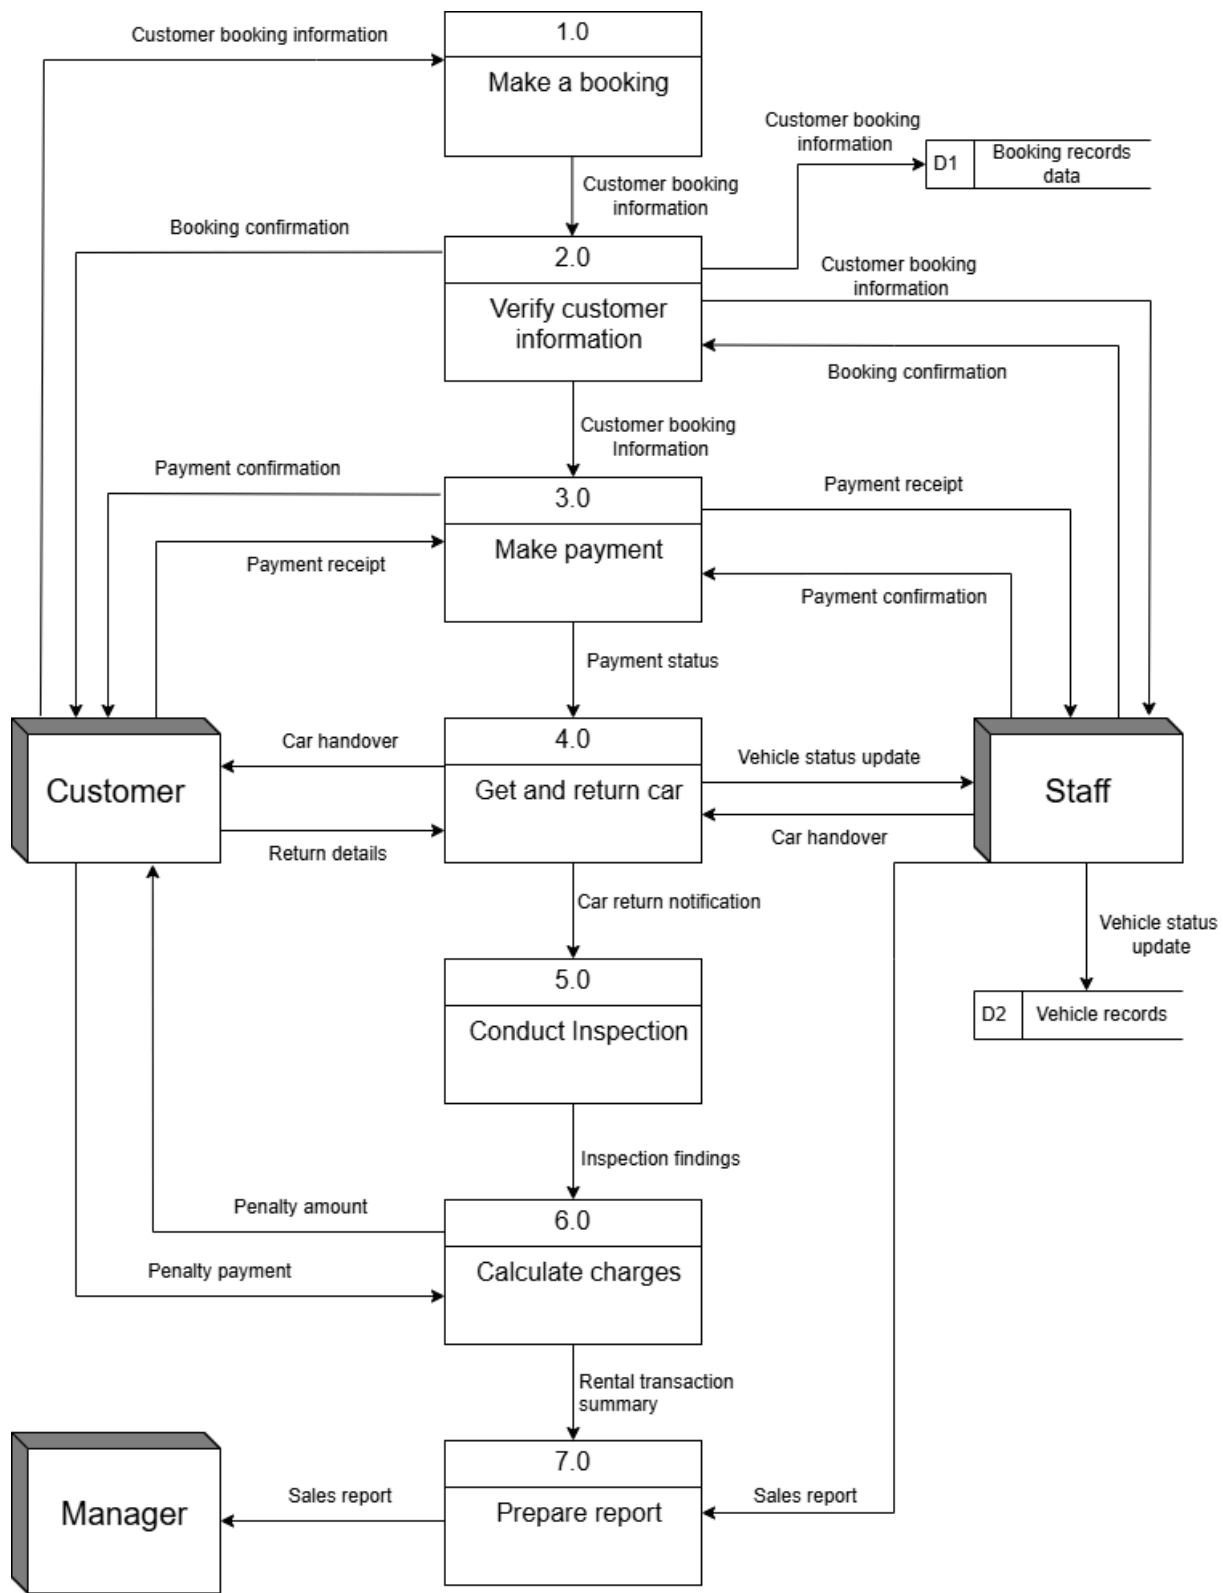 Customer booking information
1.0
Make a booking
Customer booking
information
D1
Booking records
data
Customer booking
information
Booking confirmation
2.0
Verify customer
information
Customer booking
information
Booking confirmation
Customer booking
Information
Payment confirmation
3.0
Make payment
Payment receipt
Payment receipt
Payment confirmation
Payment status
Customer
Car handover
4.0
Get and return car
Vehicle status update
Staff
Return details
Car handover
Car return notification
Vehicle status
update
5.0
Conduct Inspection
D2
Vehicle records
Inspection findings
Penalty amount
6.0
Calculate charges
Penalty payment
Rental transaction
summary
Manager
Sales report
7.0
Prepare report
Sales report